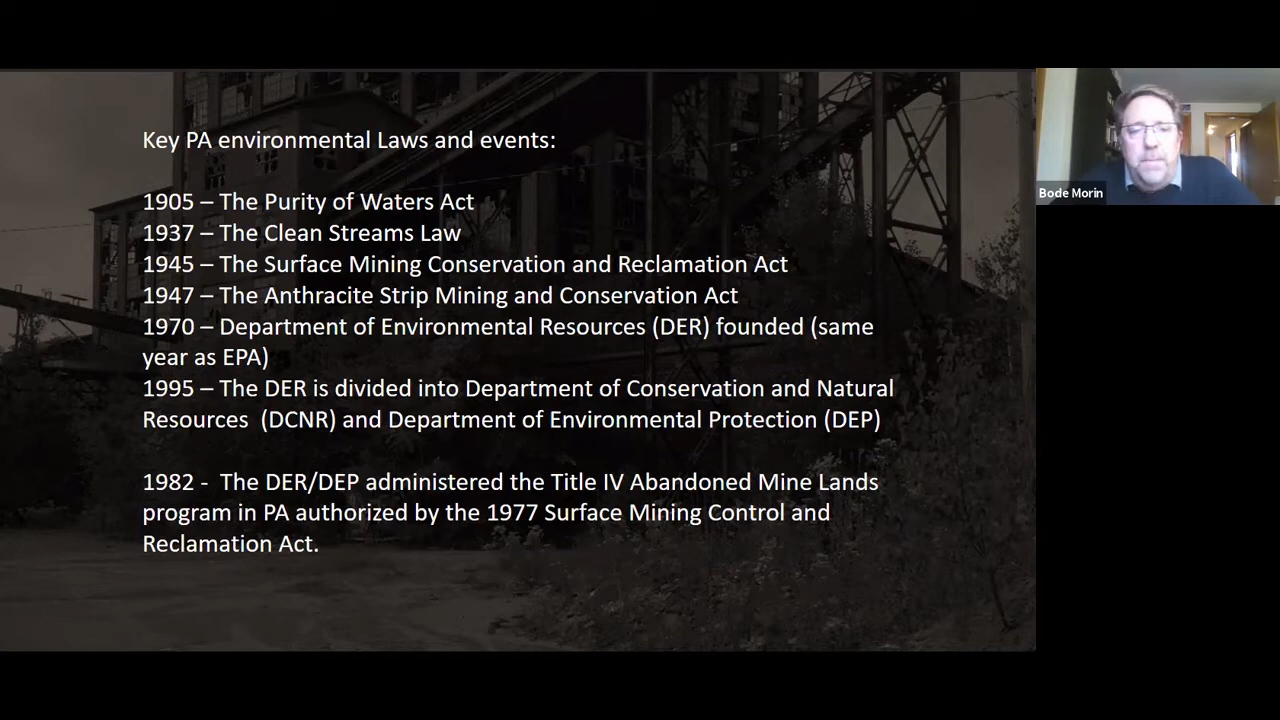 Key PA environmental Laws and events:
1905 – The Purity of Waters Act
1937 – The Clean Streams Law
1945 – The Surface Mining Conservation and Reclamation Act
1947 – The Anthracite Strip Mining and Conservation Act
1970 – Department of Environmental Resources (DER) founded (same
year as EPA)
1995 – The DER is divided into Department of Conservation and Natural
Resources  (DCNR) and Department of Environmental Protection (DEP)
1982 -  The DER/DEP administered the Title IV Abandoned Mine Lands
program in PA authorized by the 1977 Surface Mining Control and
Reclamation Act.
Bode Morin